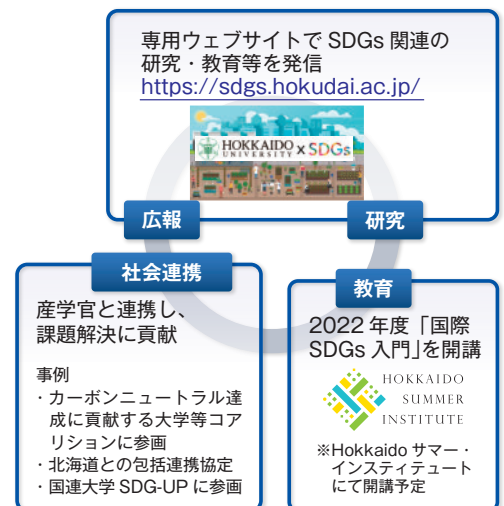 専用ウェブサイトで SDGs 関連の
研究・教育等を発信
https://sdgs.hokudai.ac.jp/
HOKKAIDO
UNIVERSITY x SDGs
広報
研究
社会連携
産学官と連携し、
課題解決に貢献
事例
・カーボンニュートラル達
成に貢献する大学等コア
リションに参画
・北海道との包括連携協定
・国連大学 SDG-UP に参画
教育
2022 年度「国際
SDGs 入門」を開講
HOKKAIDO
SUMMER
INSTITUTE
※Hokkaido サマー・
インスティテュート
にて開講予定